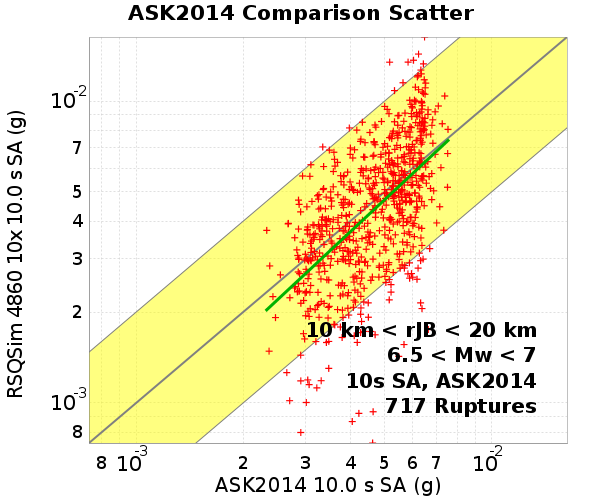 ASK2014 Comparison Scatter
RSQSim 4860 10x 10.0 s SA (g)
10-2
7
5
4
3
2
10-3
8
10 km < rJB < 20 km
6.5 < Mw < 7
10s SA, ASK2014
717 Ruptures
8 10-3 2 3 4 5 6 7 10-2
ASK2014 10.0 s SA (g)